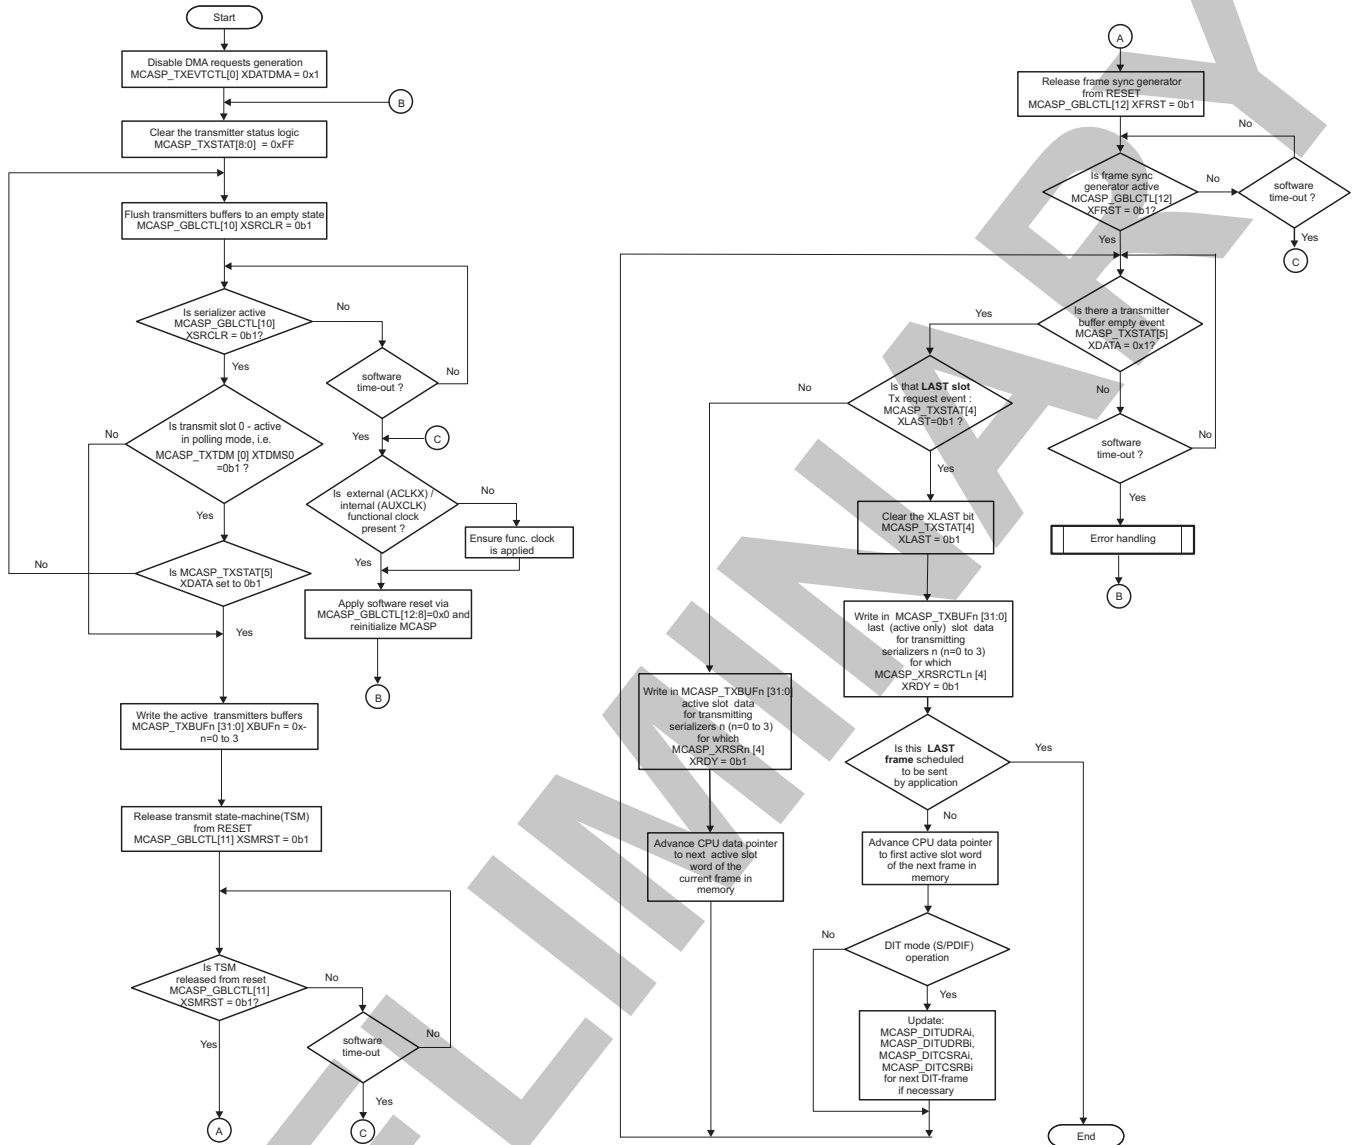 Start
Disable DMA requests generation
MCASP_TXEVTCTL[0] XDATDMA = 0x1
B
Clear the transmitter status logic
MCASP_TXSTAT[8:0] = 0xFF
Flush transmitters buffers to an empty state
MCASP_GBLCTL[10] XSRCLR = 0b1
Is serializer active
MCASP_GBLCTL[10]
XSRCLR = 0b1?
No
Yes
software
time-out ?
No
Yes
C
Is transmit slot 0 - active
in polling mode, i.e.
MCASP_TXTDM [0] XTDMS0
=0b1 ?
No
Yes
Is external (ACLKX) /
internal (AUXCLK)
functional clock
present ?
No
Ensure func. clock
is applied
Yes
Is MCASP_TXSTAT[5]
XDATA set to 0b1
No
Yes
Apply software reset via
MCASP_GBLCTL[12:8]=0x0 and
reinitialize MCASP
B
Write the active transmitters buffers
MCASP_TXBUFn [31:0] XBUFn = 0x-
n=0 to 3
Release transmit state-machine(TSM)
from RESET
MCASP_GBLCTL[11] XSMRST = 0b1
Is TSM
released from reset
MCASP_GBLCTL[11]
XSMRST = 0b1?
No
Yes
software
time-out
No
Yes
A
C
A
Release frame sync generator
from RESET
MCASP_GBLCTL[12] XFRST = 0b1
No
Is frame sync
generator active
MCASP_GBLCTL[12]
XFRST = 0b1?
No
software
time-out ?
Yes
Yes
C
Is there a transmitter
buffer empty event
MCASP_TXSTAT[5]
XDATA = 0x1?
Yes
No
software
time-out ?
No
Yes
Error handling
B
Is that LAST slot
Tx request event :
MCASP_TXSTAT[4]
XLAST=0b1 ?
No
Yes
Clear the XLAST bit
MCASP_TXSTAT[4]
XLAST = 0b1
Write in MCASP_TXBUFn [31:0]
last (active only) slot data
for transmitting
serializers n (n=0 to 3)
for which
MCASP_XRSRCTLn [4]
XRDY = 0b1
Write in MCASP_TXBUFn [31:0]
active slot data
for transmitting
serializers n (n=0 to 3)
for which
MCASP_XRSRn [4]
XRDY = 0b1
Is this LAST
frame scheduled
to be sent
by application
Yes
No
Advance CPU data pointer
to next active slot
word of the
current frame in
memory
Advance CPU data pointer
to first active slot word
of the next frame in
memory
DIT mode (S/PDIF)
operation
No
Yes
Update:
MCASP_DITUDRAi,
MCASP_DITUDRBi,
MCASP_DITCSRAi,
MCASP_DITCSRBi
for next DIT-frame
if necessary
End